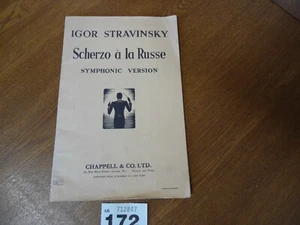 IGOR STRAVINSKY
Scherzo à la Russe
SYMPHONIC VERSION
CHAPPELL & CO. LTD.
172